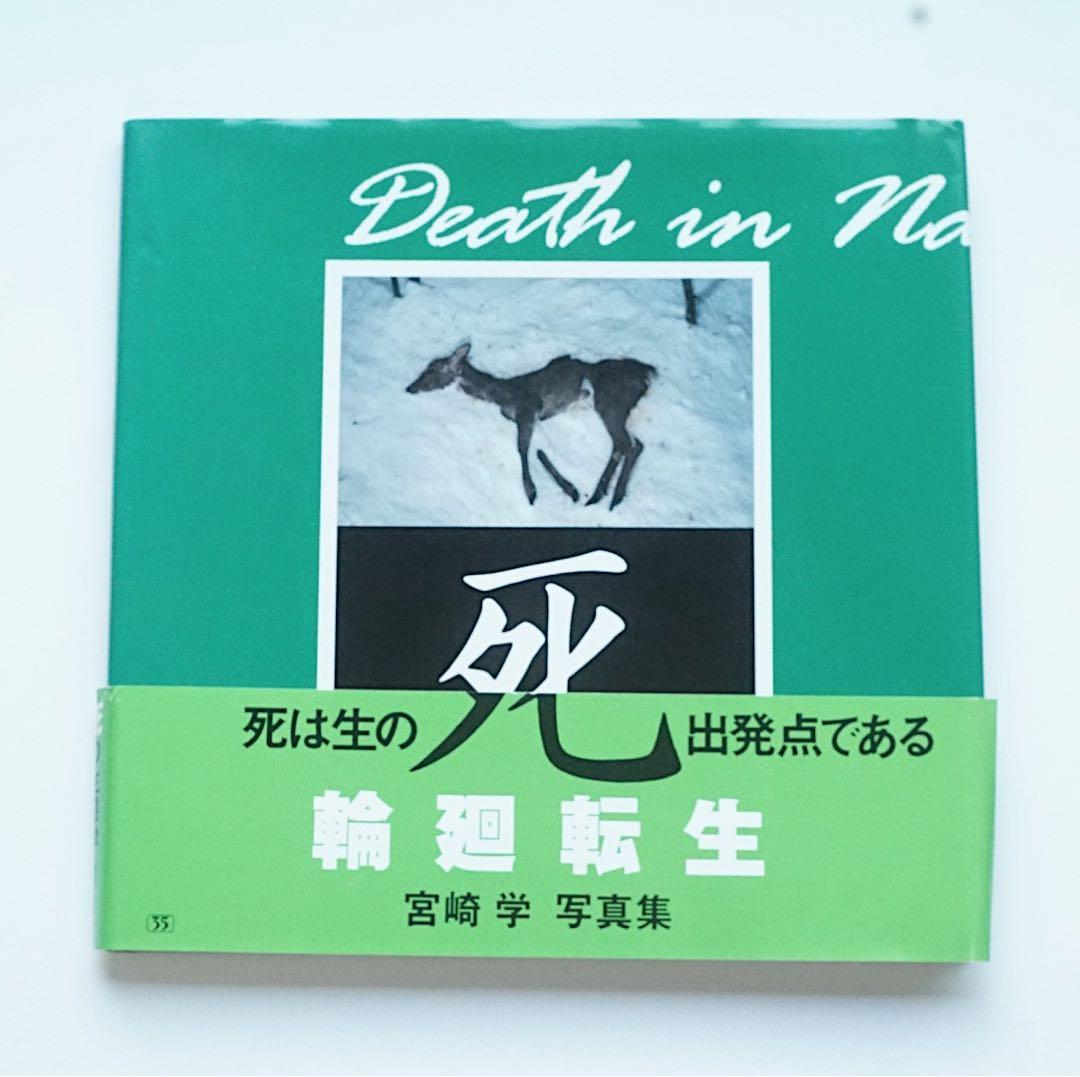 Death in Na
死
死は生の 出発点である
輪廻転生
宮崎 学 写真集
35